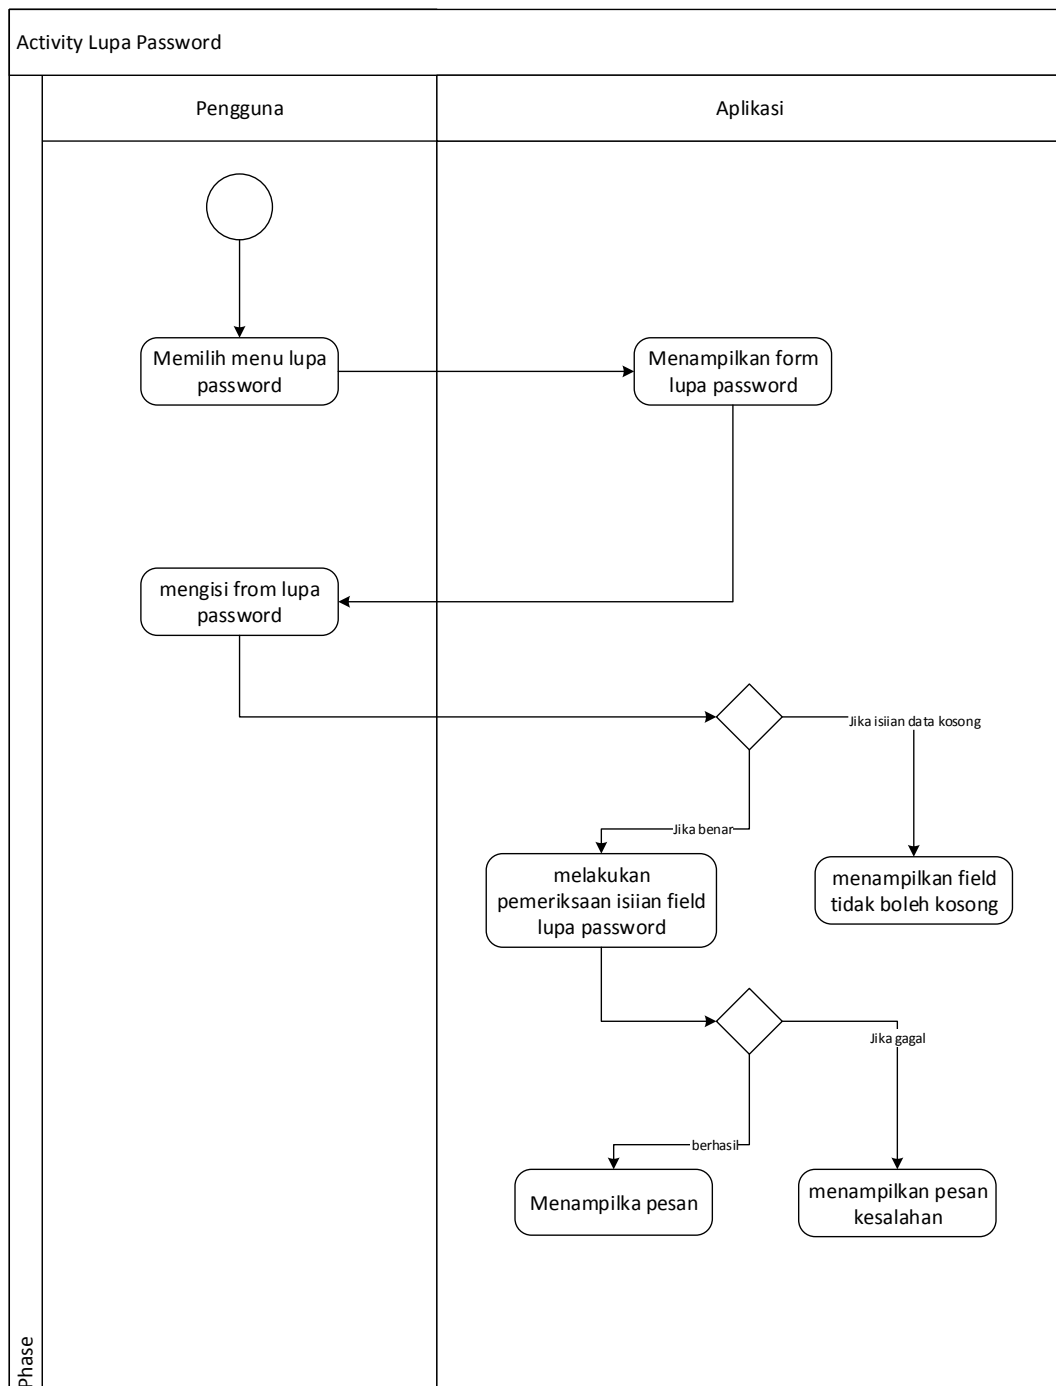 Activity Lupa Password
Pengguna
Aplikasi
Memilih menu lupa
password
Menampilkan form
lupa password
mengisi from lupa
password
Jika isiian data kosong
Jika benar
melakukan
pemeriksaan isiian field
lupa password
menampilkan field
tidak boleh kosong
Jika gagal
berhasil
Menampilka pesan
menampilkan pesan
kesalahan
Phase